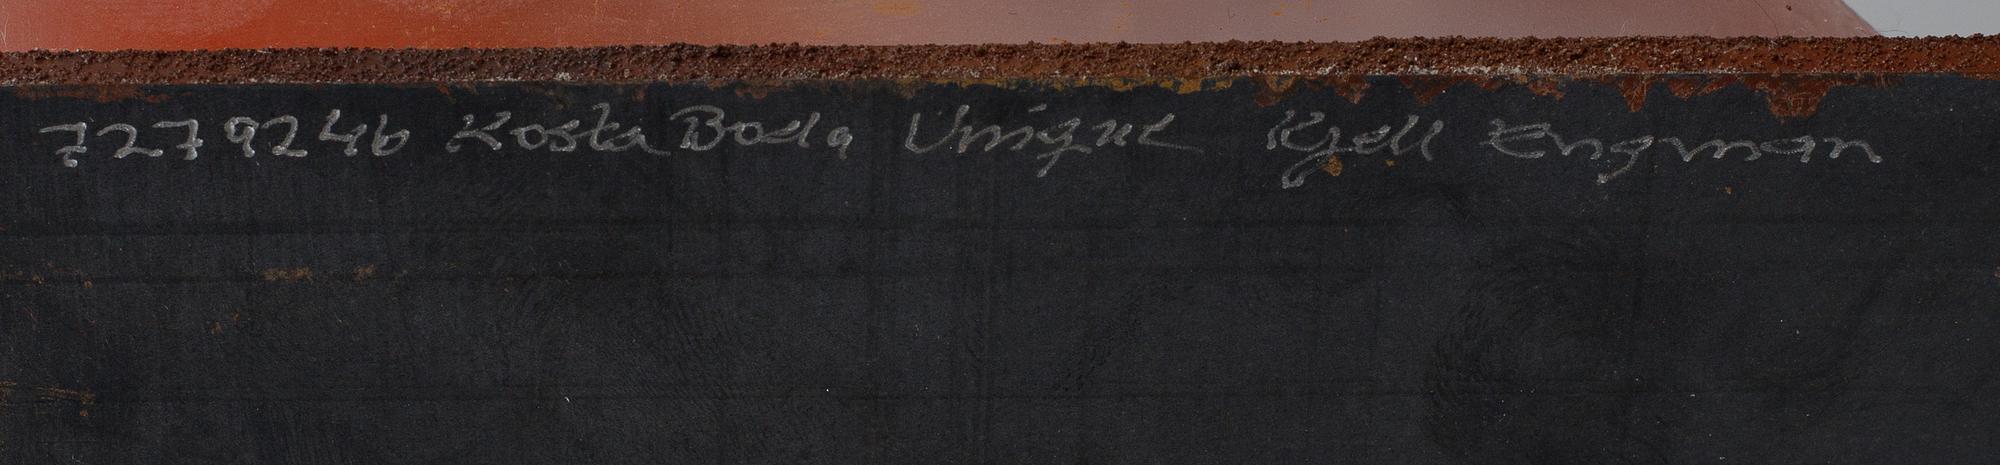 7279246 Kosta Boda Unique Kjell Engman